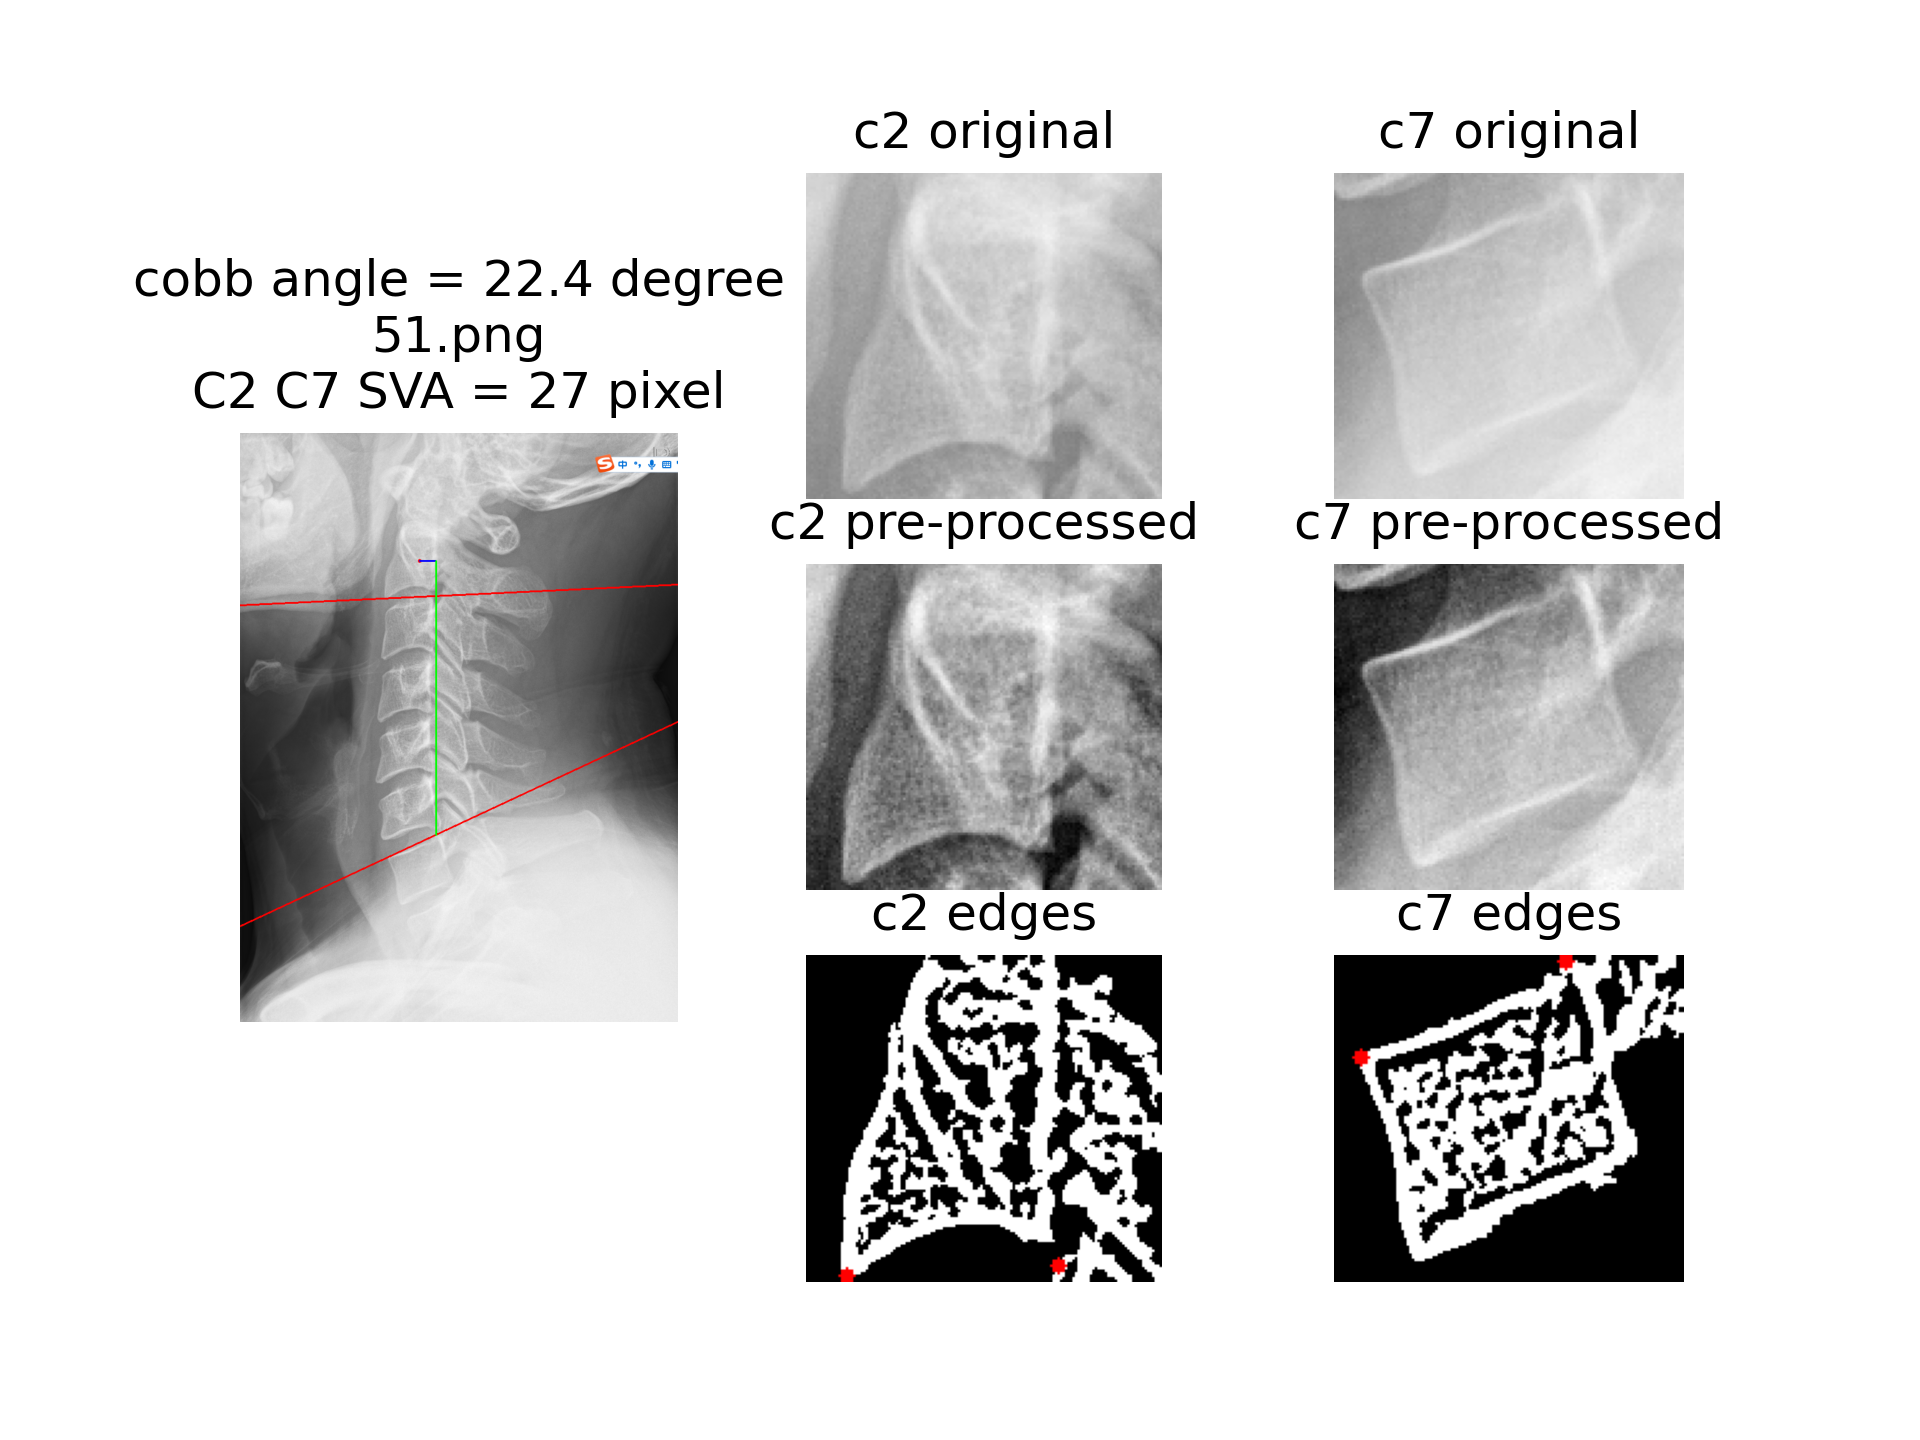 cobb angle = 22.4 degree
51.png
C2 C7 SVA = 27 pixel
中
c2 original
c7 original
c2 pre-processed
c7 pre-processed
c2 edges
c7 edges